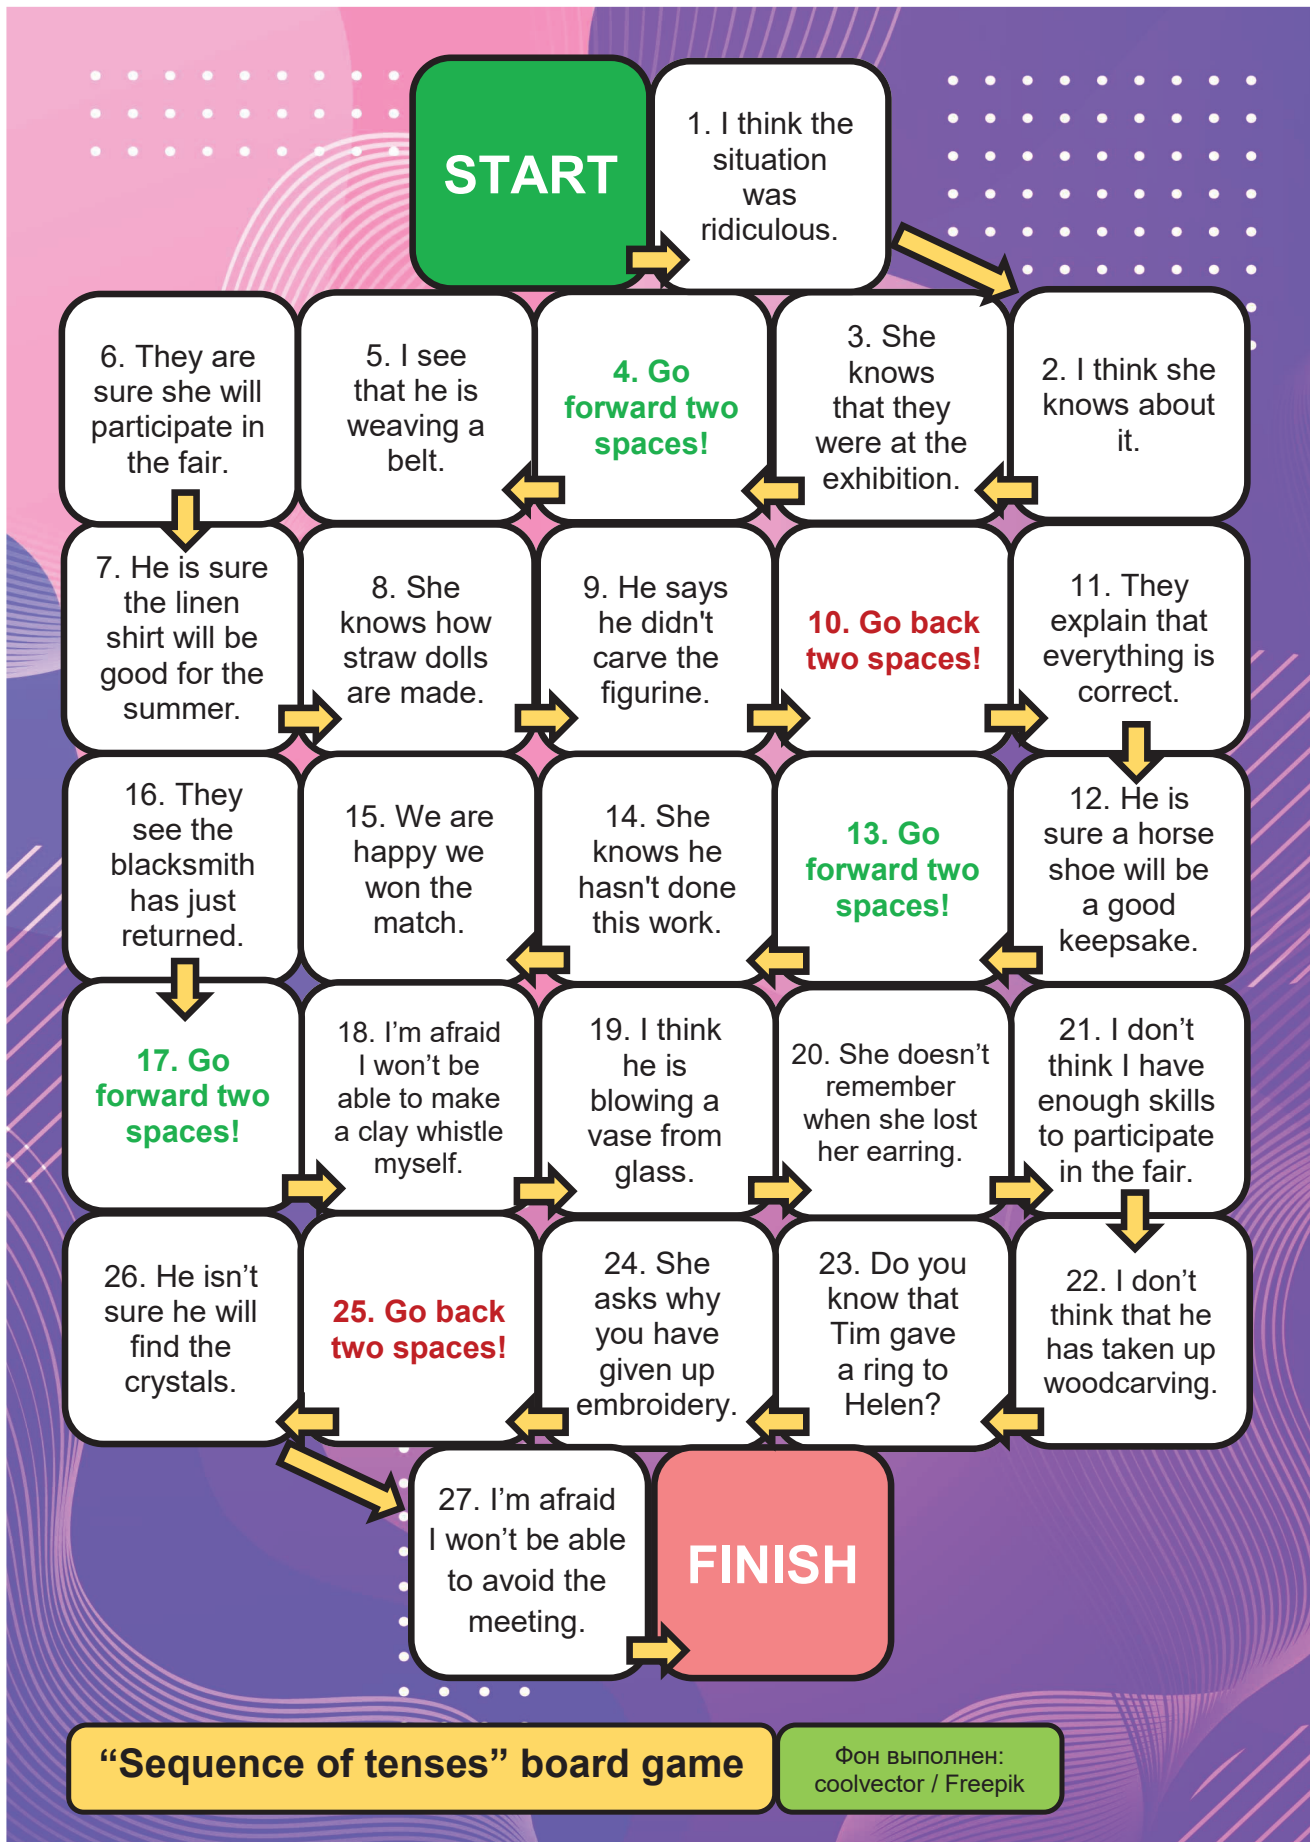 START
1. I think the
situation
was
ridiculous.
2. I think she
knows about
it.
3. She
knows
that they
were at the
exhibition.
4. Go
forward two
spaces!
5. I see
that he is
weaving a
belt.
6. They are
sure she will
participate in
the fair.
7. He is sure
the linen
shirt will be
good for the
summer.
8. She
knows how
straw dolls
are made.
9. He says
he didn't
carve the
figurine.
10. Go back
two spaces!
11. They
explain that
everything is
correct.
12. He is
sure a horse
shoe will be
a good
keepsake.
13. Go
forward two
spaces!
14. She
knows he
hasn't done
this work.
15. We are
happy we
won the
match.
16. They
see the
blacksmith
has just
returned.
17. Go
forward two
spaces!
18. I’m afraid
I won’t be
able to make
a clay whistle
myself.
19. I think
he is
blowing a
vase from
glass.
20. She doesn’t
remember
when she lost
her earring.
21. I don’t
think I have
enough skills
to participate
in the fair.
22. I don’t
think that he
has taken up
woodcarving.
23. Do you
know that
Tim gave
a ring to
Helen?
24. She
asks why
you have
given up
embroidery.
25. Go back
two spaces!
26. He isn’t
sure he will
find the
crystals.
27. I’m afraid
I won’t be able
to avoid the
meeting.
FINISH
“Sequence of tenses” board game
Фон выполнен:
coolvector / Freepik